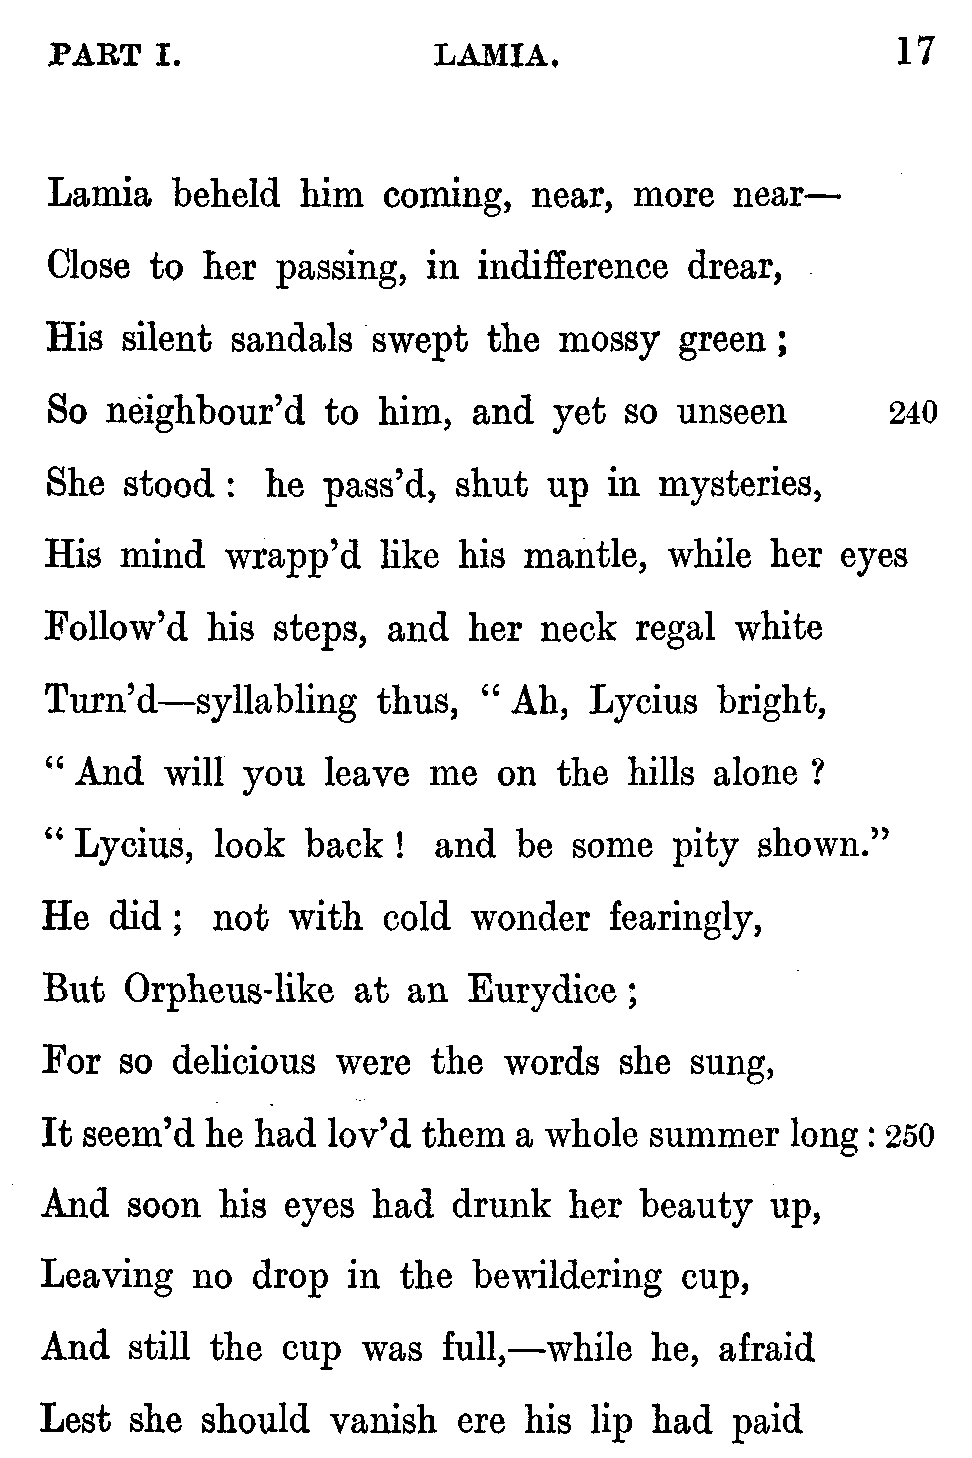 PART I. LAMIA. 17
Lamia beheld him coming, near, more near—
Close to her passing, in indifference drear,
His silent sandals swept the mossy green ;
So neighbour’d to him, and yet so unseen 240
She stood : he pass’d, shut up in mysteries,
His mind wrapp’d like his mantle, while her eyes
Follow’d his steps, and her neck regal white
Turn’d—syllabling thus, “ Ah, Lycius bright,
“ And will you leave me on the hills alone ?
“ Lycius, look back ! and be some pity shown.”
He did ; not with cold wonder fearingly,
But Orpheus-like at an Eurydice ;
For so delicious were the words she sung,
It seem’d he had lov’d them a whole summer long : 250
And soon his eyes had drunk her beauty up,
Leaving no drop in the bewildering cup,
And still the cup was full,—while he, afraid
Lest she should vanish ere his lip had paid